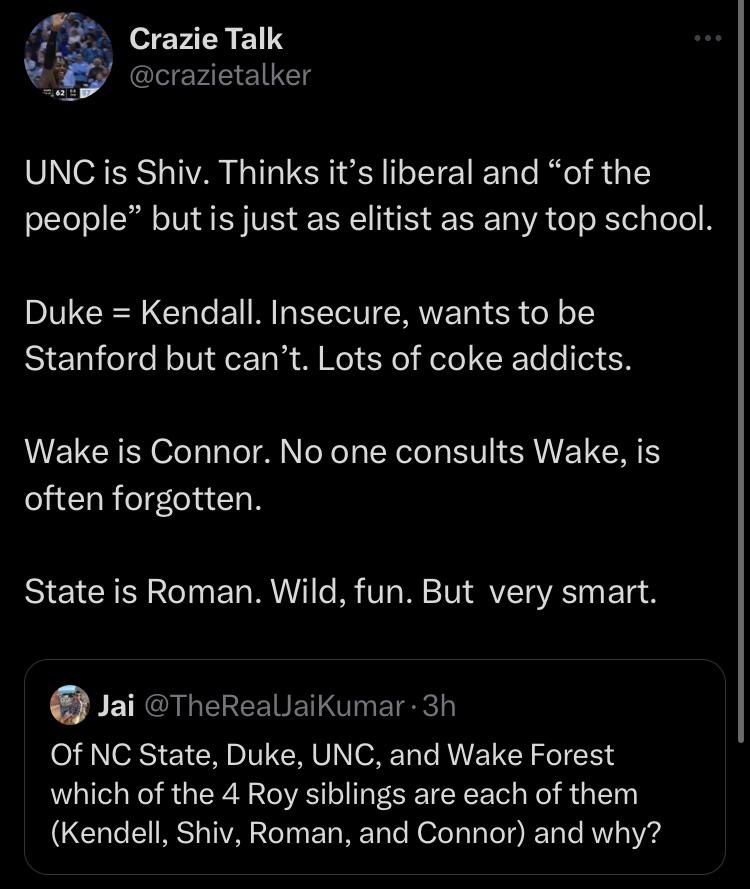 Crazie Talk
@crazietalker
UNC is Shiv. Thinks it’s liberal and “of the
people” but is just as elitist as any top school.
Duke = Kendall. Insecure, wants to be
Stanford but can’t. Lots of coke addicts.
Wake is Connor. No one consults Wake, is
often forgotten.
State is Roman. Wild, fun. But  very smart.
Jai @TheRealJaiKumar · 3h
Of NC State, Duke, UNC, and Wake Forest
which of the 4 Roy siblings are each of them
(Kendell, Shiv, Roman, and Connor) and why?